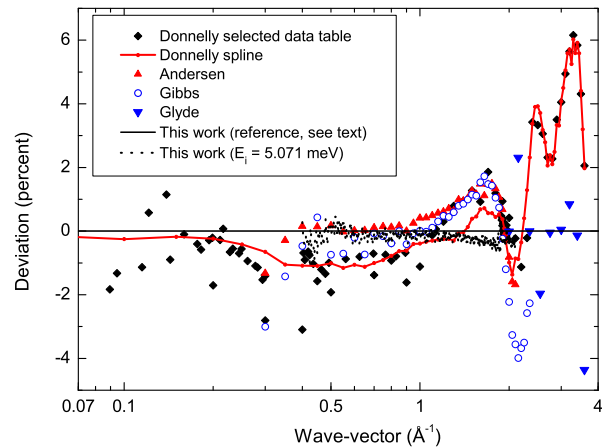 6
4
2
0
-2
-4
Deviation (percent)
Donnelly selected data table
Donnelly spline
Andersen
Gibbs
Glyde
This work (reference, see text)
This work (Ei = 5.071 meV)
0.07 0.1 0.5 1 2 4
Wave-vector (Å⁻¹)